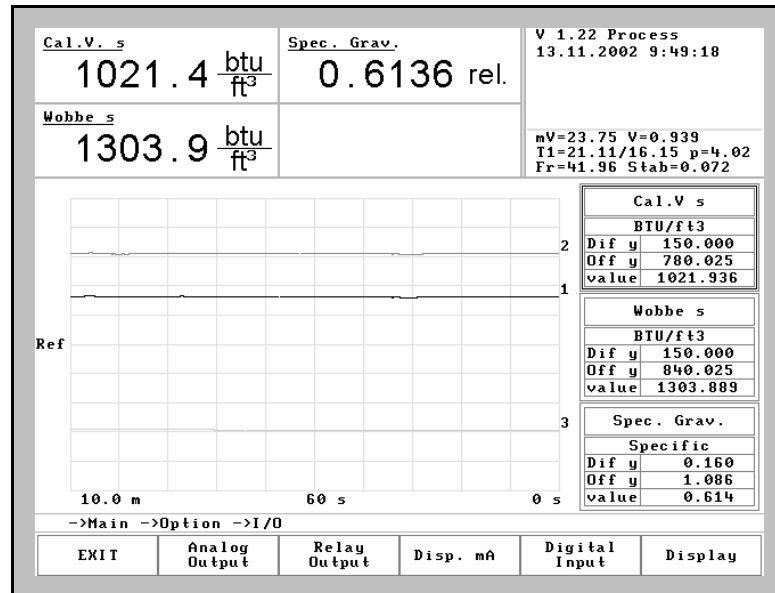 Cal.V. s
1021.4 btu
ft³
Spec. Grav.
0.6136 rel.
V 1.22 Process
13.11.2002 9:49:18
Wobbe s
1303.9 btu
ft³
mV=23.75 V=0.939
T1=21.11/16.15 p=4.02
Fr=41.96 Stab=0.072
2
1
Ref
3
10.0 m 60 s 0 s
Cal.V s
BTU/ft3
Dif y 150.000
Off y 780.025
value 1021.936
Wobbe s
BTU/ft3
Dif y 150.000
Off y 840.025
value 1303.889
Spec. Grav.
Specific
Dif y 0.160
Off y 1.086
value 0.614
->Main ->Option ->I/O
EXIT
Analog
Output
Relay
Output
Disp. mA
Digital
Input
Display